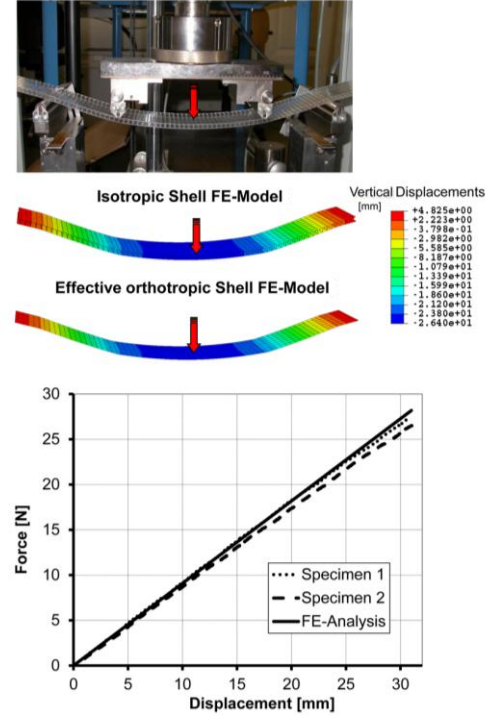 Isotropic Shell FE-Model
Vertical Displacements
[mm]
+4.825e+00
+2.223e+00
-3.798e-01
-2.982e+00
-5.585e+00
-8.187e+00
-1.079e+01
-1.339e+01
-1.599e+01
-1.860e+01
-2.120e+01
-2.380e+01
-2.640e+01
Effective orthotropic Shell FE-Model
30
25
20
15
10
5
0
Force [N]
Specimen 1
Specimen 2
FE-Analysis
0 5 10 15 20 25 30
Displacement [mm]